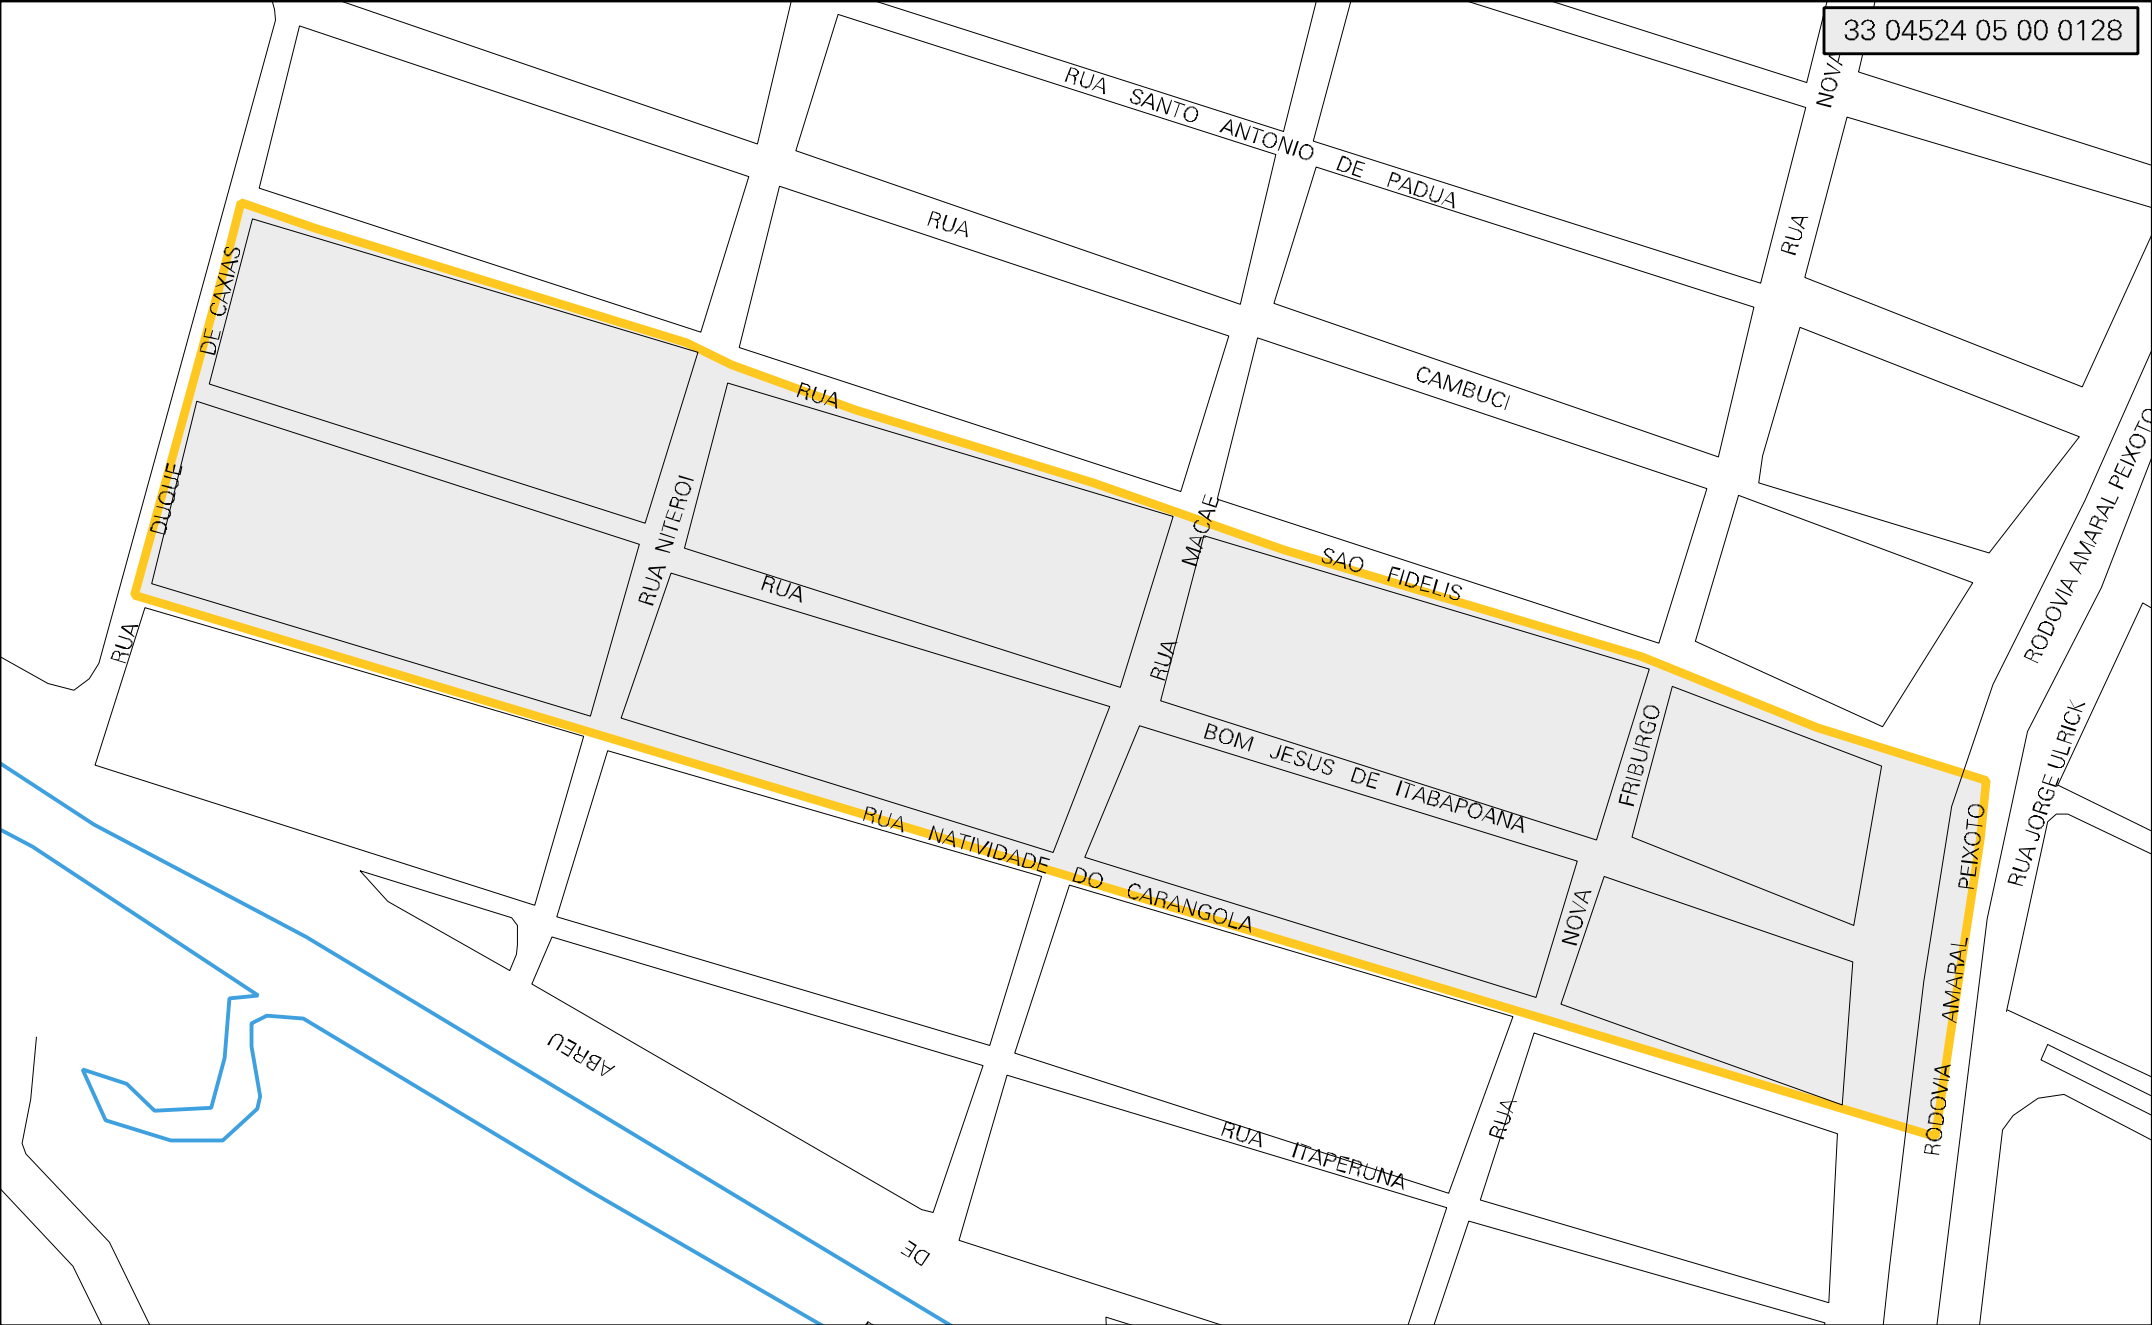 33 04524 05 00 0128
NOVA
RUA SANTO ANTONIO DE PADUA
RUA
RUA CAMBUCI
DE CAXIAS
DUQUE
RUA
RUA SAO FIDELIS
RODOVIA AMARAL PEIXOTO
RUA NITEROI
MACAE
RUA
RUA BOM JESUS DE ITABAPOANA
FRIBURGO
NOVA
RUA
RUA JORGE ULRICK
RUA NATIVIDADE DO CARANGOLA
PEIXOTO
AMARAL
RODOVIA
ABREU
DE
RUA ITAPERUNA